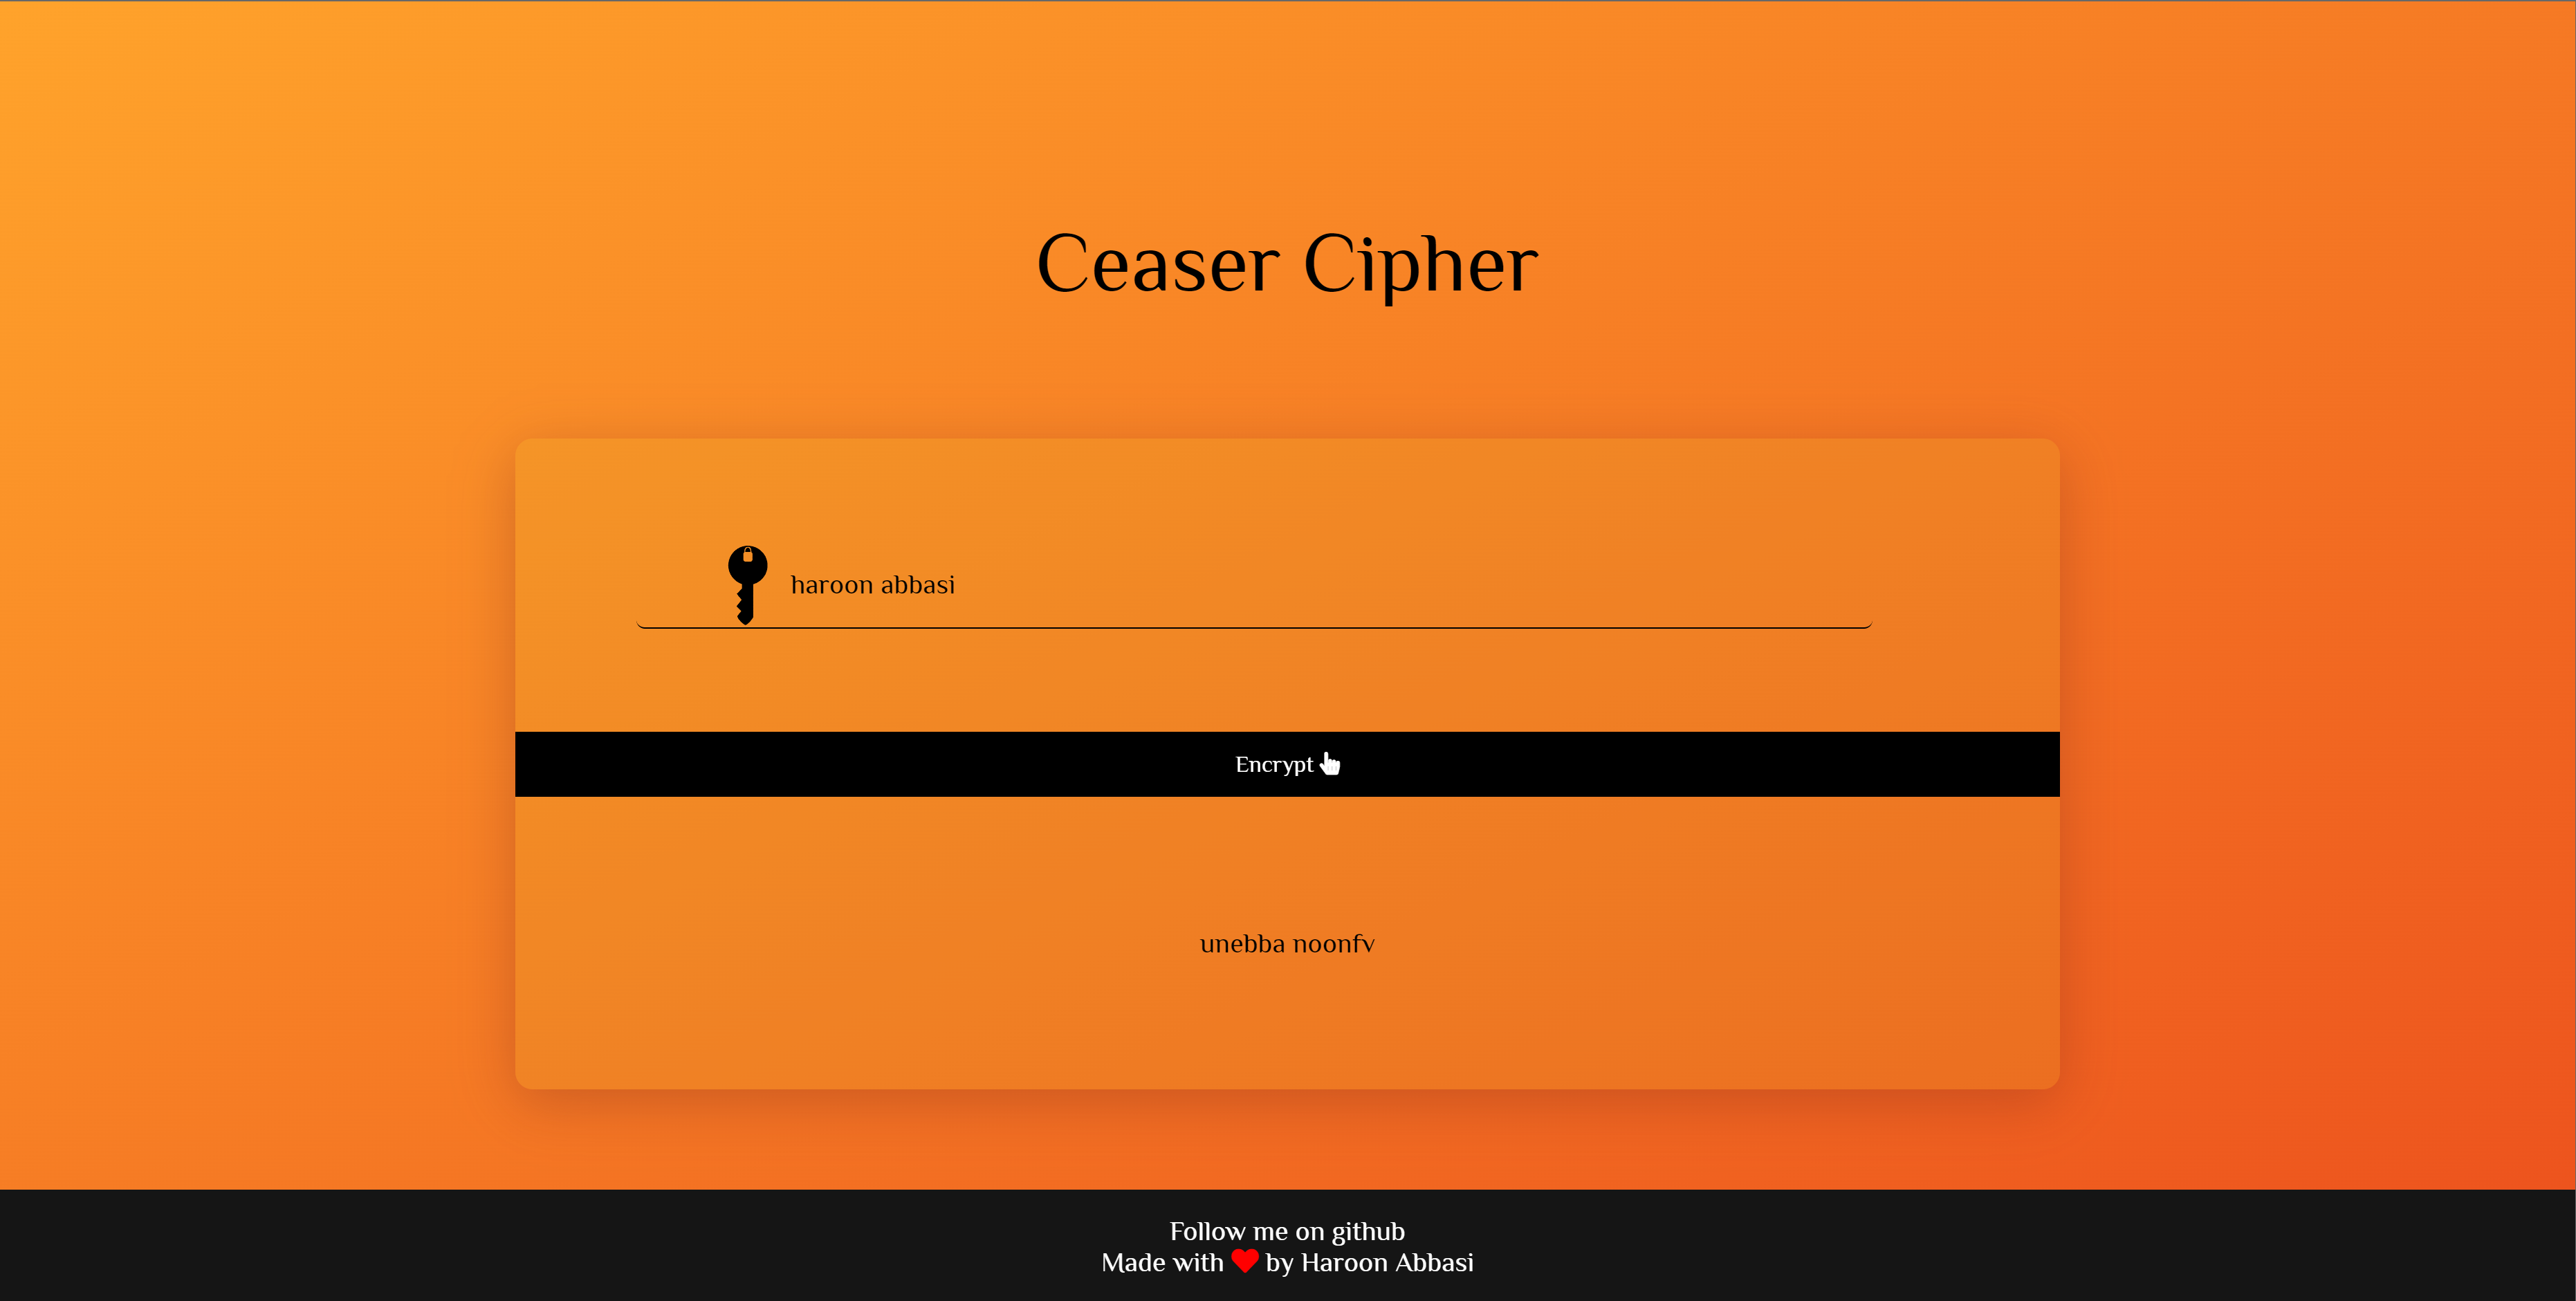 Ceaser Cipher
haroon abbasi
Encrypt
unebba noonfv
Follow me on github
Made with ❤ by Haroon Abbasi